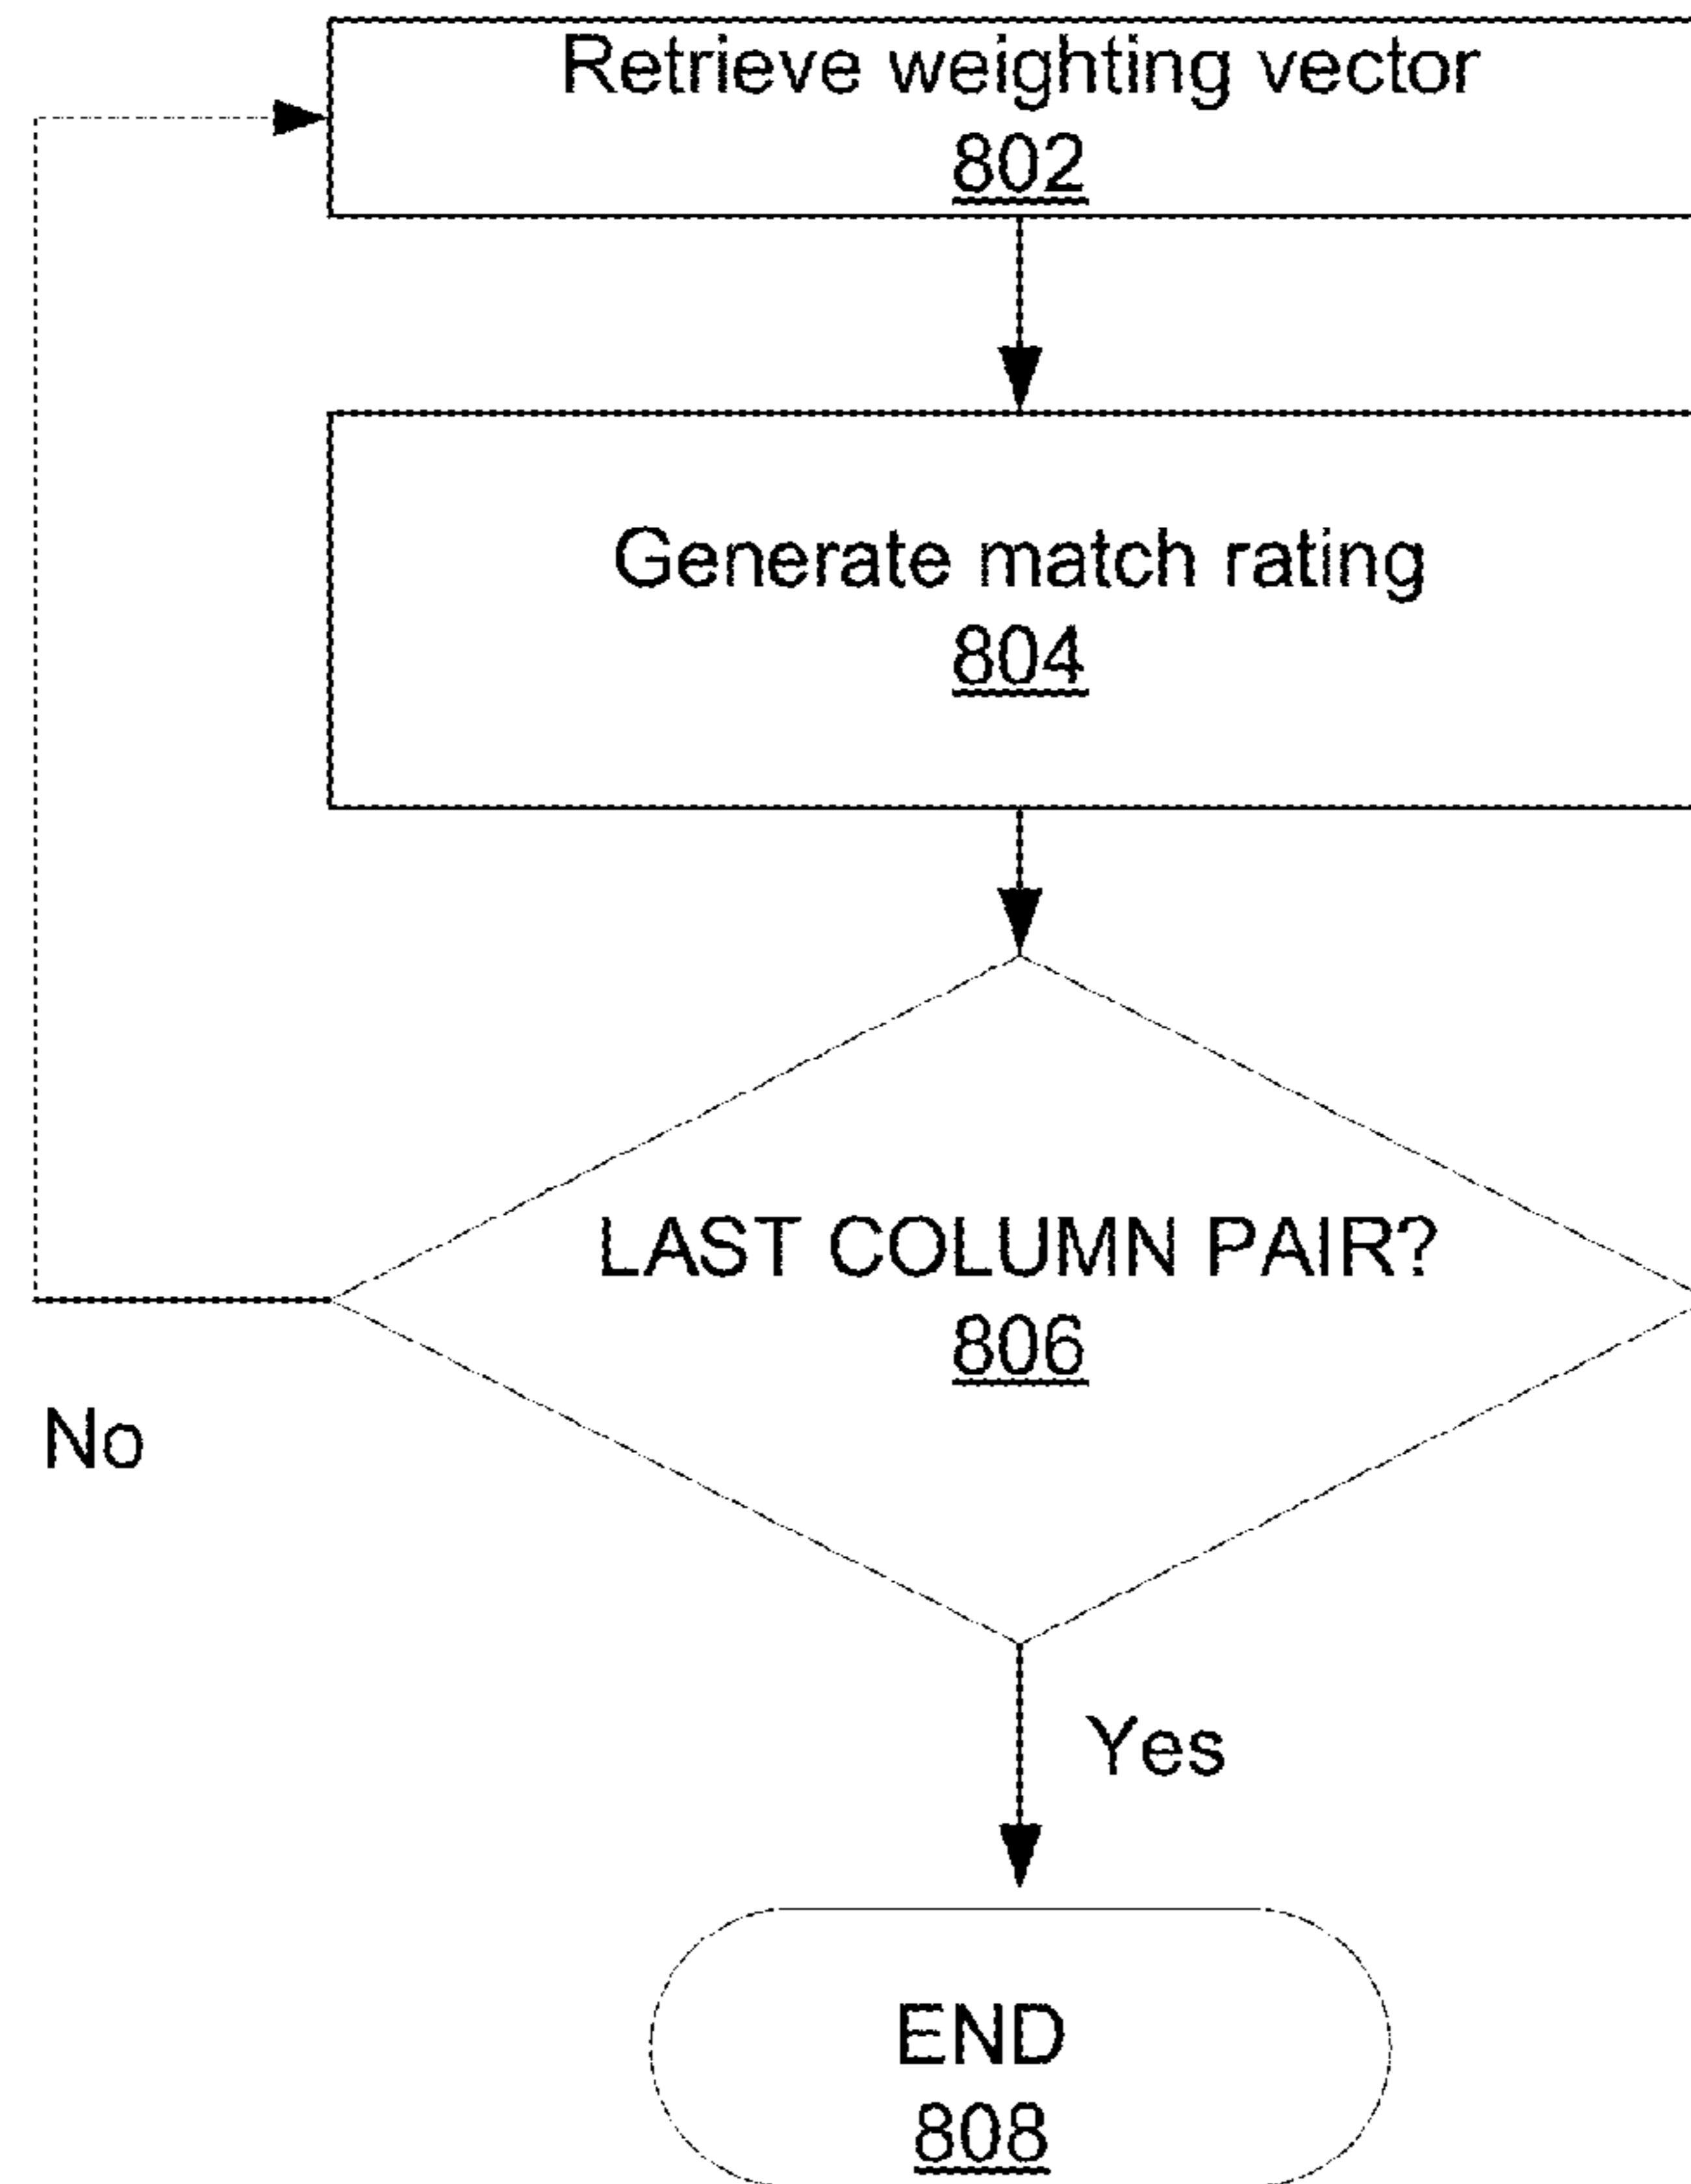 Retrieve weighting vector
802
Generate match rating
804
LAST COLUMN PAIR?
806
No
Yes
END
808